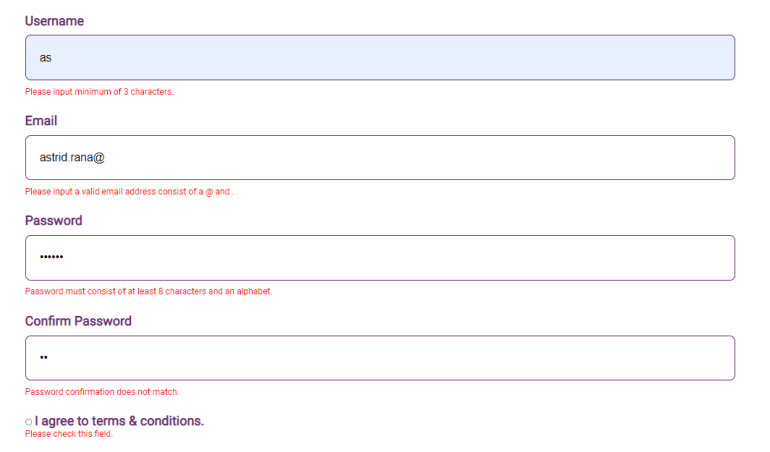 Username
as
Please input minimum of 3 characters.
Email
astrid.rana@
Please input a valid email address consist of a @ and .
Password
••••••
Password must consist of at least 8 characters and an alphabet.
Confirm Password
••
Password confirmation does not match.
I agree to terms & conditions.
Please check this field.